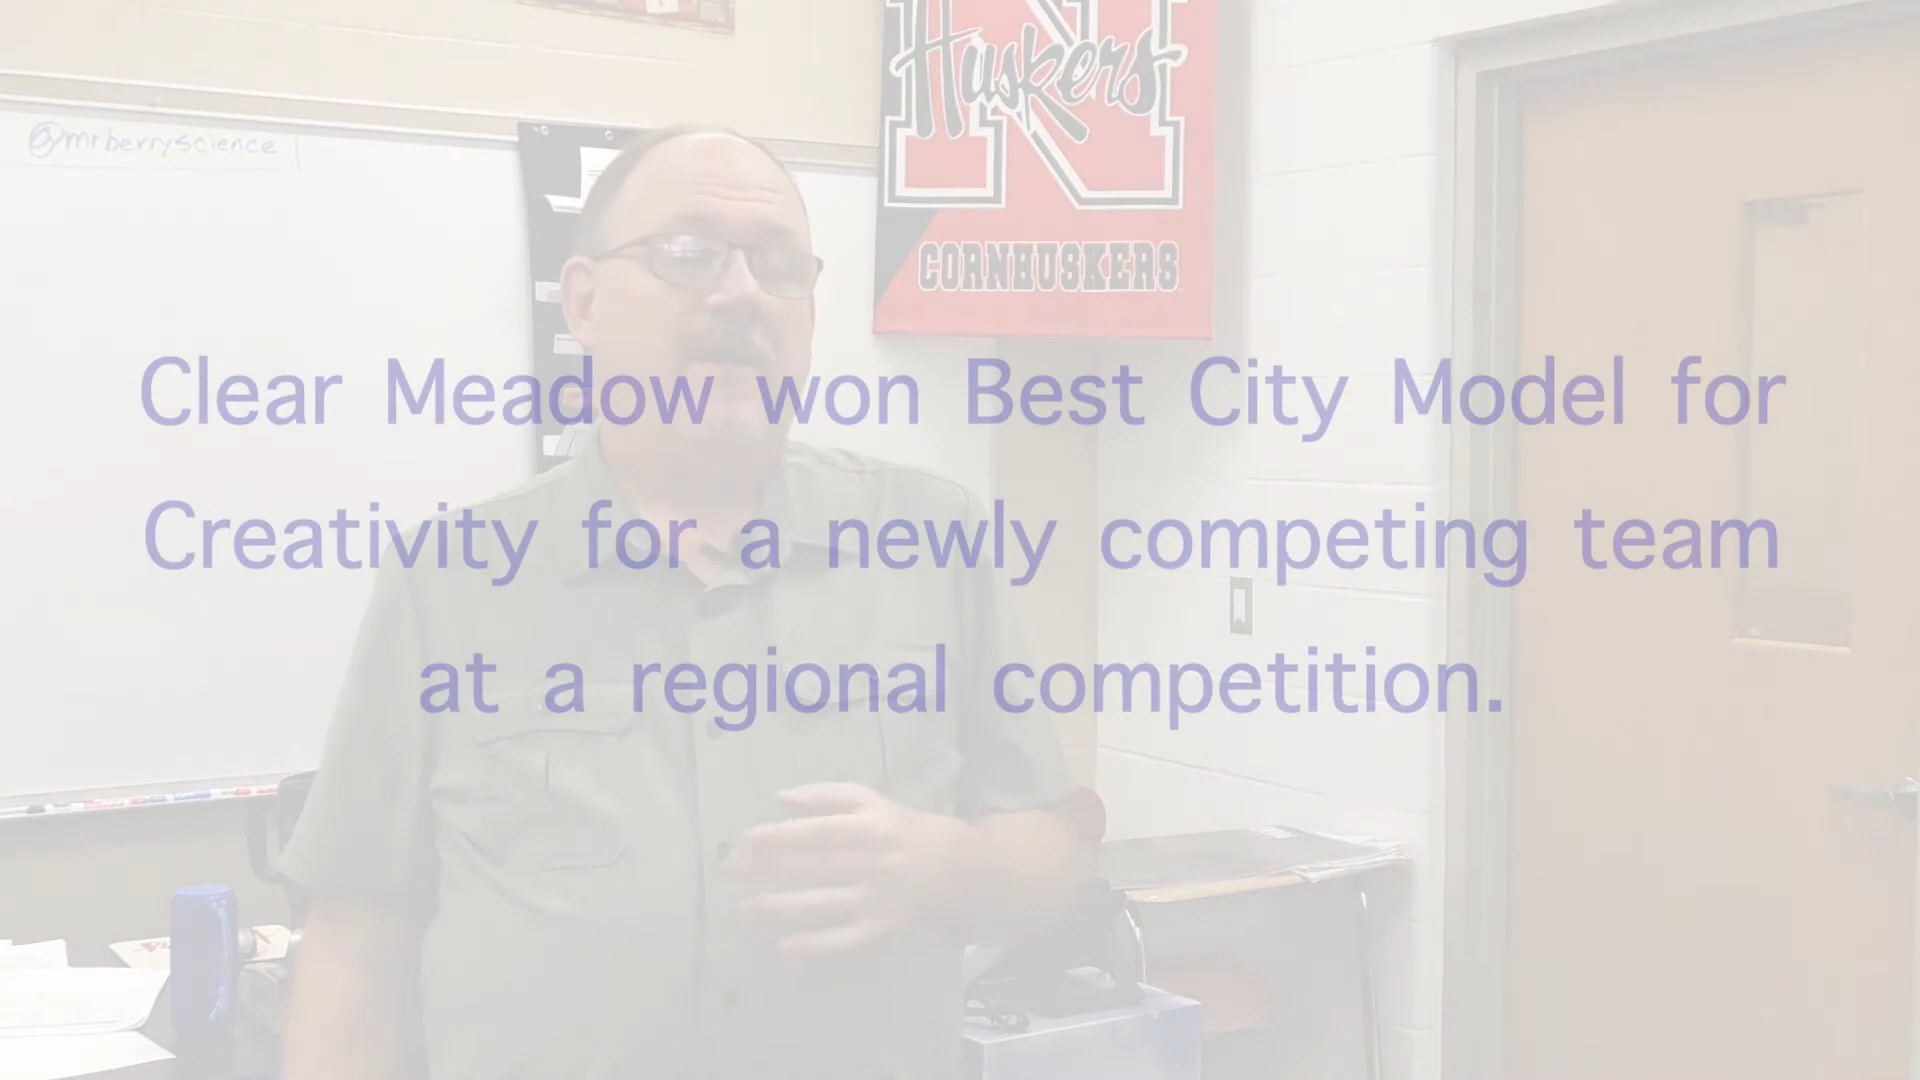 Huskers
CORNHUSKERS
@mrberryscience
Clear Meadow won Best City Model for
Creativity for a newly competing team
at a regional competition.